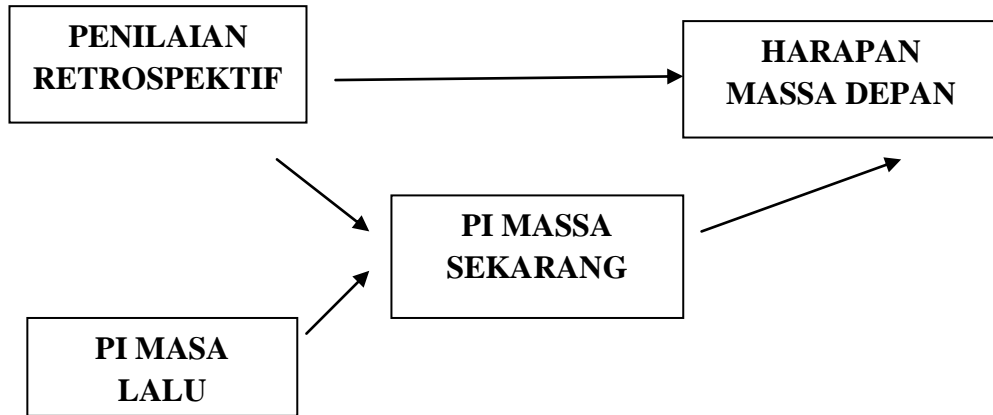 PENILAIAN
RETROSPEKTIF
HARAPAN
MASSA DEPAN
PI MASSA
SEKARANG
PI MASA
LALU